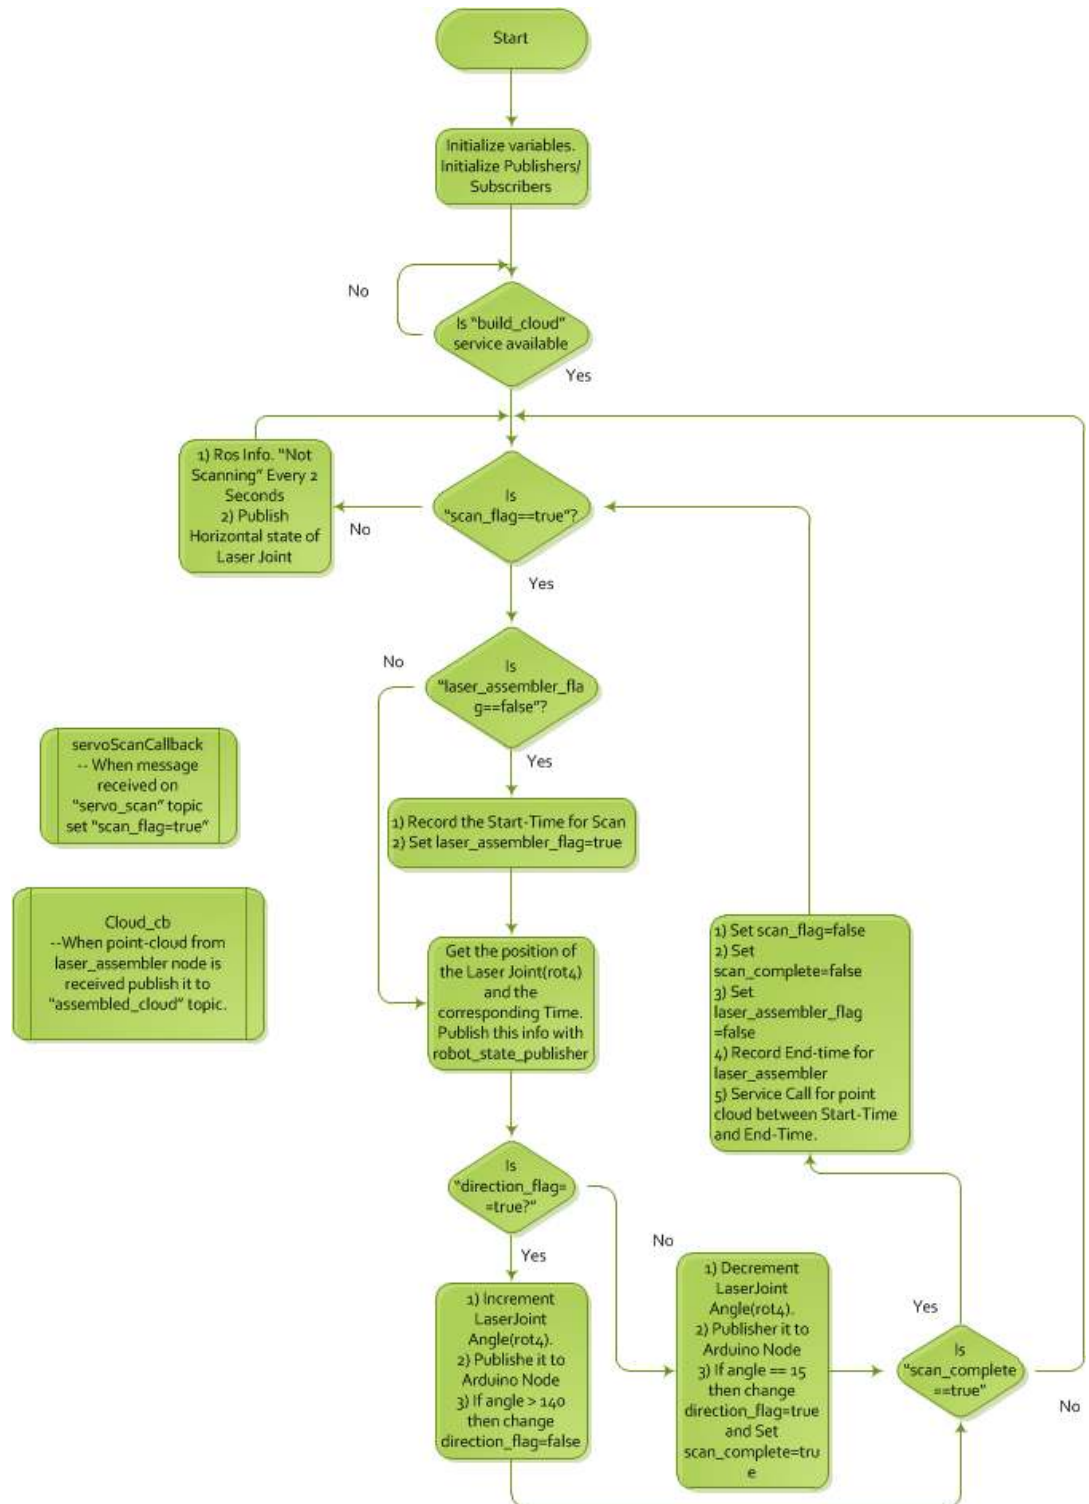 Start
Initialize variables.
Initialize Publishers/
Subscribers
No
Is "build_cloud"
service available
Yes
1) Ros Info. "Not
Scanning" Every 2
Seconds
2) Publish
Horizontal state of
Laser Joint
Is
"scan_flag==true"?
No
Yes
No
Is
"laser_assembler_fla
g==false"?
Yes
servoScanCallback
-- When message
received on
"servo_scan" topic
set "scan_flag=true"
1) Record the Start-Time for Scan
2) Set laser_assembler_flag=true
Cloud_cb
--When point-cloud from
laser_assembler node is
received publish it to
"assembled_cloud" topic.
Get the position of
the Laser Joint(rot4)
and the
corresponding Time.
Publish this info with
robot_state_publisher
1) Set scan_flag=false
2) Set
scan_complete=false
3) Set
laser_assembler_flag
=false
4) Record End-time for
laser_assembler
5) Service Call for point
cloud between Start-Time
and End-Time.
Is
"direction_flag=
=true?"
Yes
No
1) Increment
LaserJoint
Angle(rot4).
2) Publishe it to
Arduino Node
3) If angle > 140
then change
direction_flag=false
1) Decrement
LaserJoint
Angle(rot4).
2) Publisher it to
Arduino Node
3) If angle == 15
then change
direction_flag=true
and Set
scan_complete=tru
e
Yes
Is
"scan_complete
==true"
No